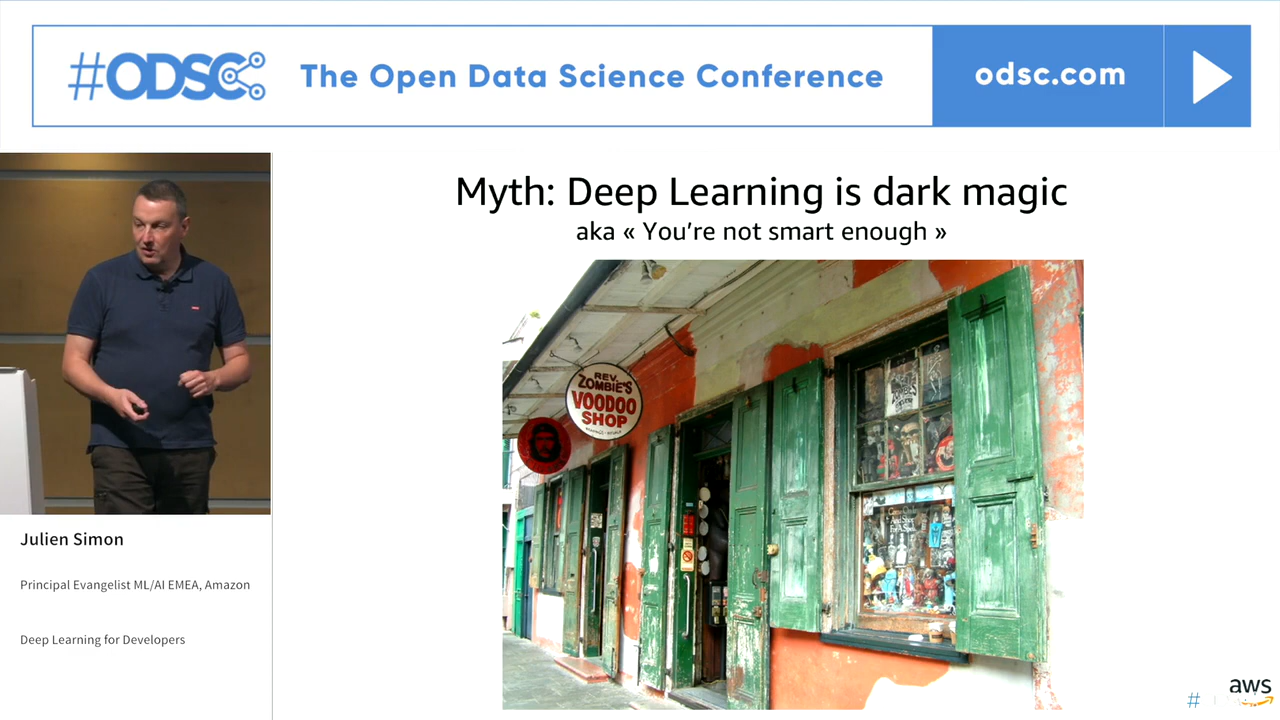 #ODSC
The Open Data Science Conference
odsc.com
Myth: Deep Learning is dark magic
aka « You're not smart enough »
REV.
ZOMBIE'S
VOODOO
SHOP
Julien Simon
Principal Evangelist ML/AI EMEA, Amazon
Deep Learning for Developers
#
aws